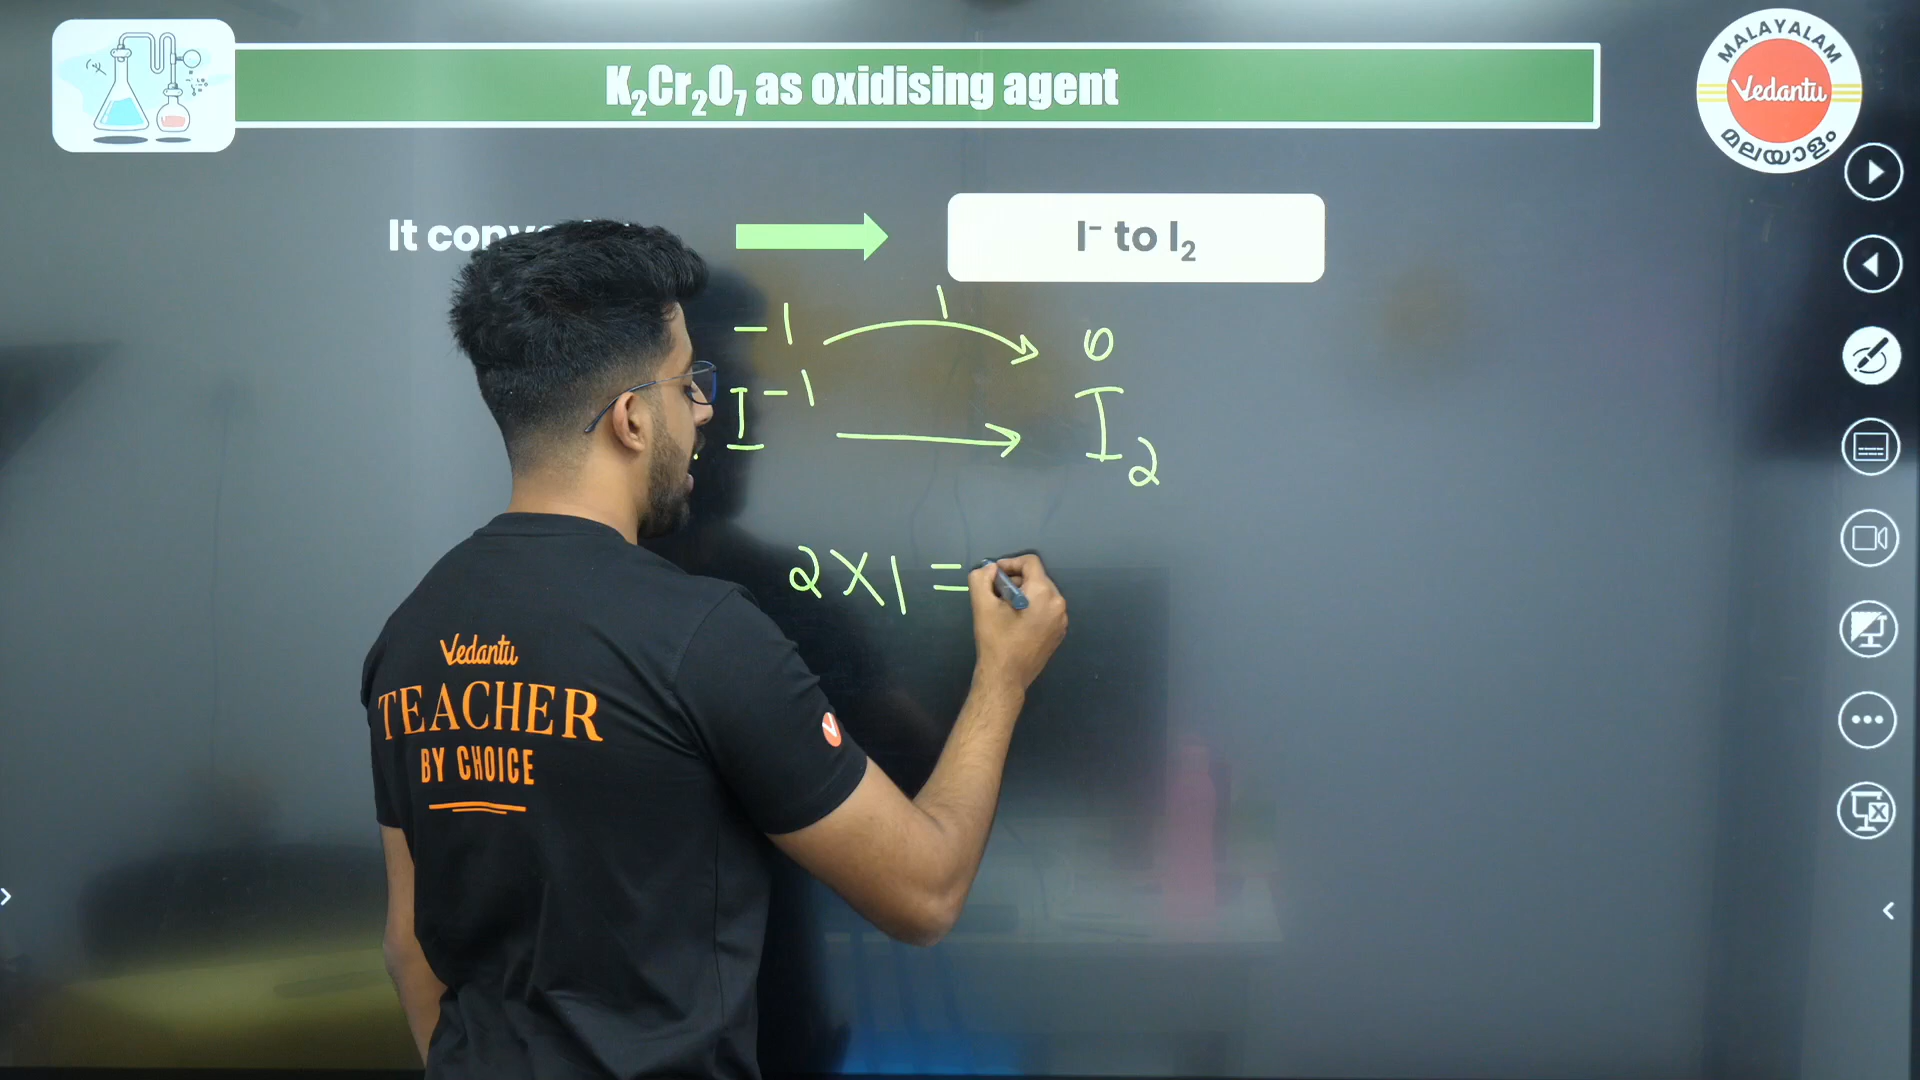 K₂Cr₂O₇ as oxidising agent
MALAYALAM
Vedantu
മലയാളം
It
I⁻ to I₂
-1 1 0
I⁻¹ → I₂
2 X 1 =
Vedantu
TEACHER
BY CHOICE